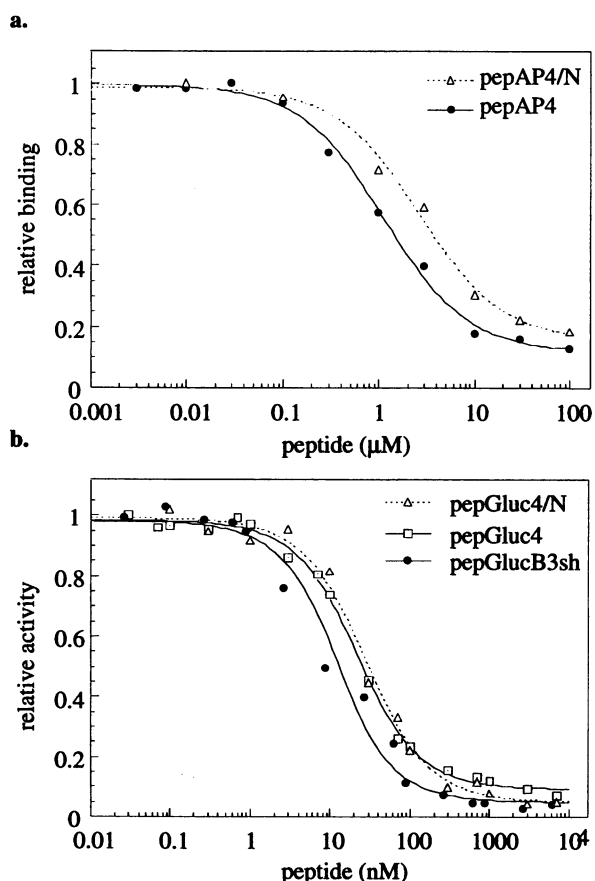 a.
pepAP4/N
pepAP4
relative binding
1
0.8
0.6
0.4
0.2
0
0.001 0.01 0.1 1 10 100
peptide (μM)
b.
pepGluc4/N
pepGluc4
pepGlucB3sh
relative activity
1
0.8
0.6
0.4
0.2
0
0.01 0.1 1 10 100 1000 10⁴
peptide (nM)